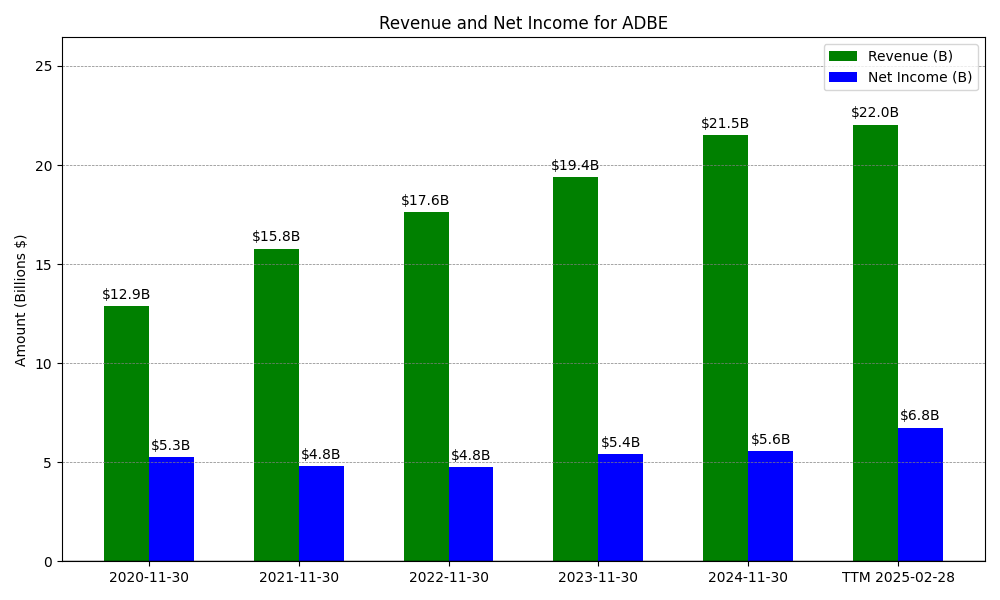 Revenue and Net Income for ADBE
Revenue (B)
Net Income (B)
Amount (Billions $)
25
20
15
10
5
0
$12.9B
$5.3B
$15.8B
$4.8B
$17.6B
$4.8B
$19.4B
$5.4B
$21.5B
$5.6B
$22.0B
$6.8B
2020-11-30
2021-11-30
2022-11-30
2023-11-30
2024-11-30
TTM 2025-02-28